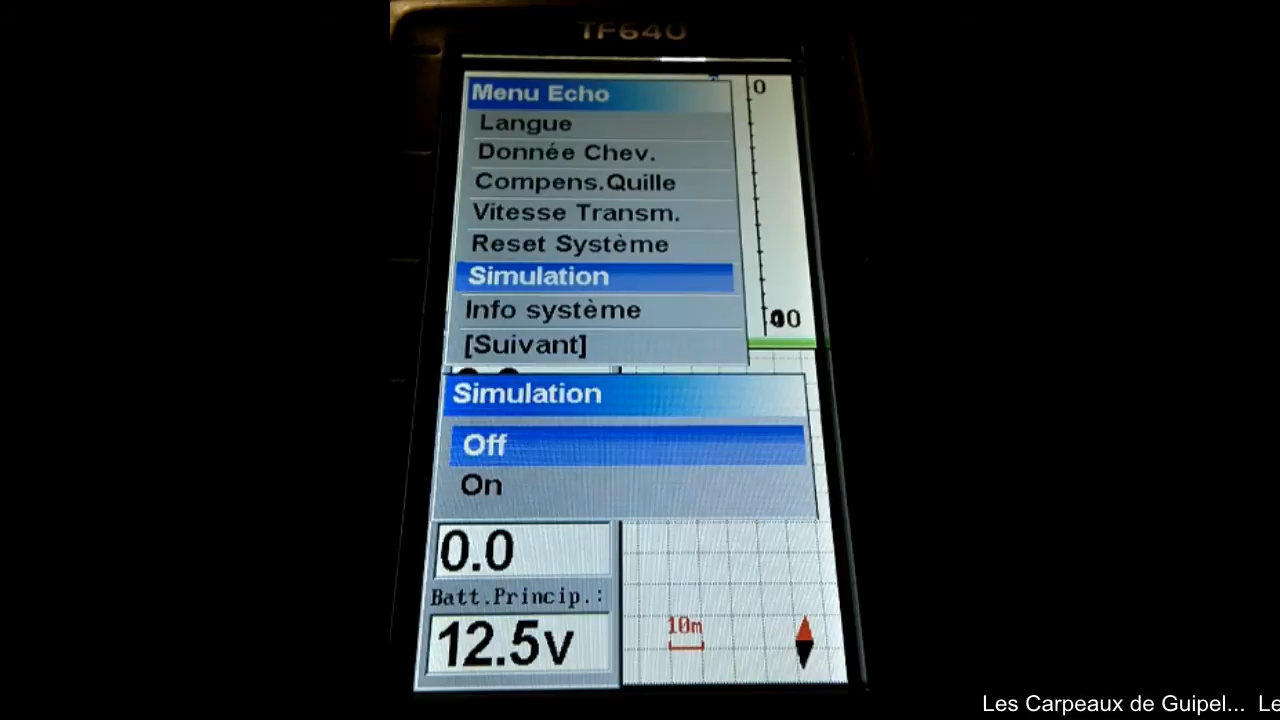 TF640
Menu Echo
0
Langue
Donnée Chev.
Compens.Quille
Vitesse Transm.
Reset Système
Simulation
Info système
[Suivant]
Simulation
Off
On
0.0
Batt.Princip.:
12.5v
10m
Les Carpeaux de Guipel... Le